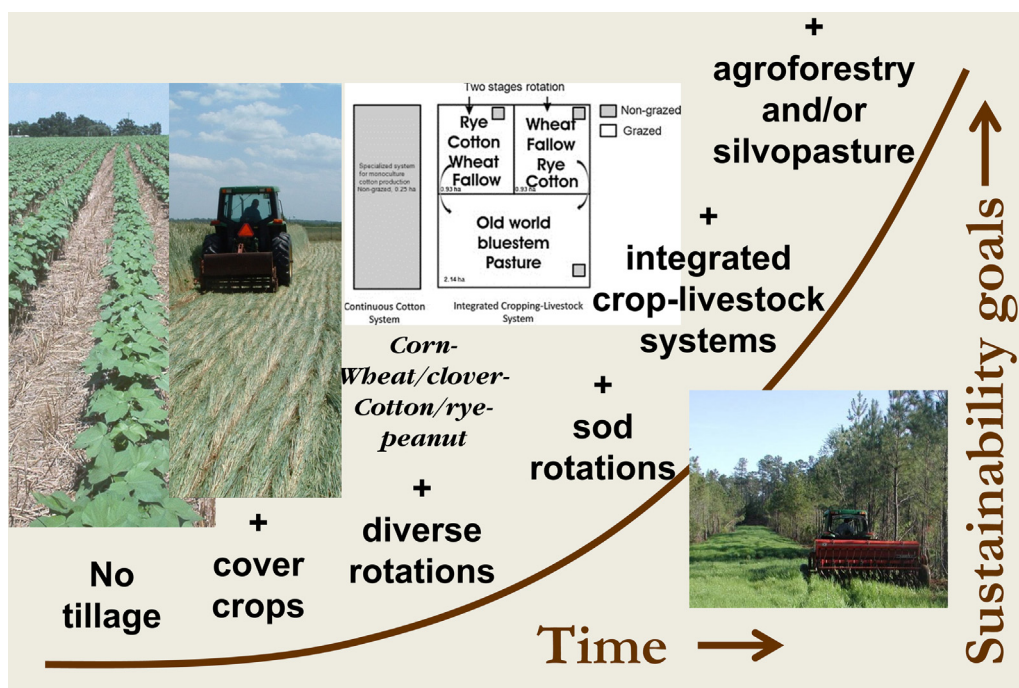 +
agroforestry
and/or
silvopasture
Two stages rotation
Non-grazed
Grazed
Rye
Cotton
Wheat
Fallow
0.93 ha
Wheat
Fallow
Rye
Cotton
0.93 ha
Specialized system
for monoculture
cotton production
Non-grazed, 0.25 ha
Old world
bluestem
Pasture
2.14 ha
Continuous Cotton
System
Integrated Cropping-Livestock
System
+
integrated
crop-livestock
systems
Corn-
Wheat/clover-
Cotton/rye-
peanut
+
sod
rotations
+
diverse
rotations
+
cover
crops
No
tillage
Time
Sustainability goals